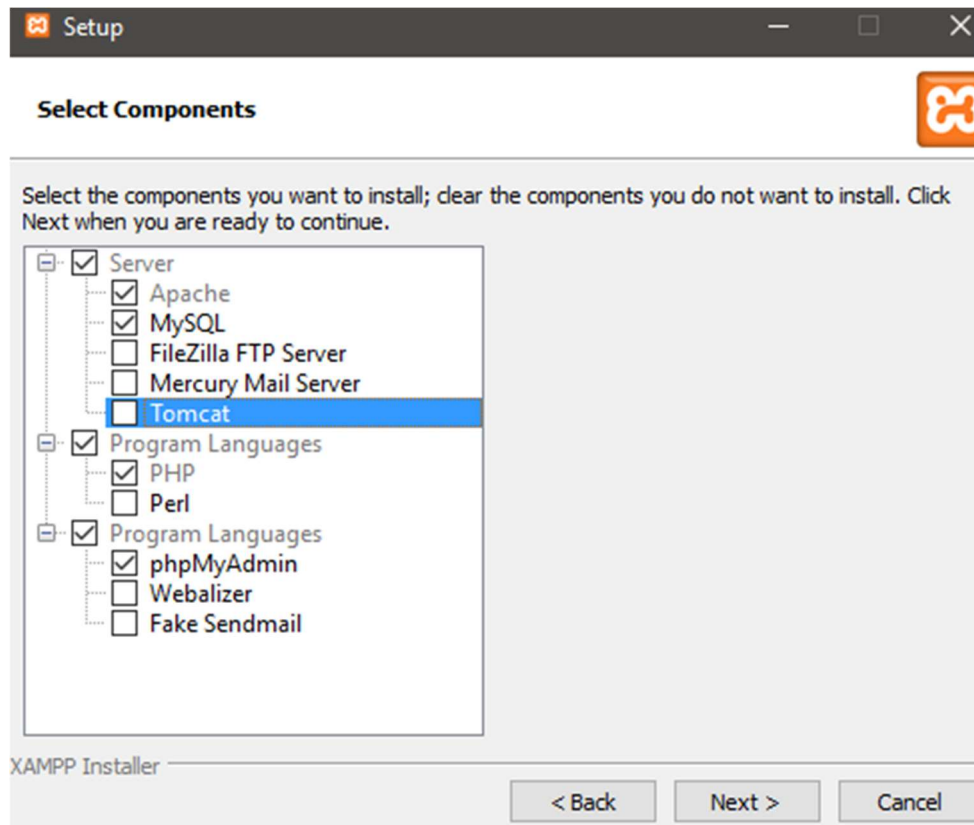 Setup
Select Components
Select the components you want to install; clear the components you do not want to install. Click
Next when you are ready to continue.
Server
Apache
MySQL
FileZilla FTP Server
Mercury Mail Server
Tomcat
Program Languages
PHP
Perl
Program Languages
phpMyAdmin
Webalizer
Fake Sendmail
XAMPP Installer
< Back
Next >
Cancel